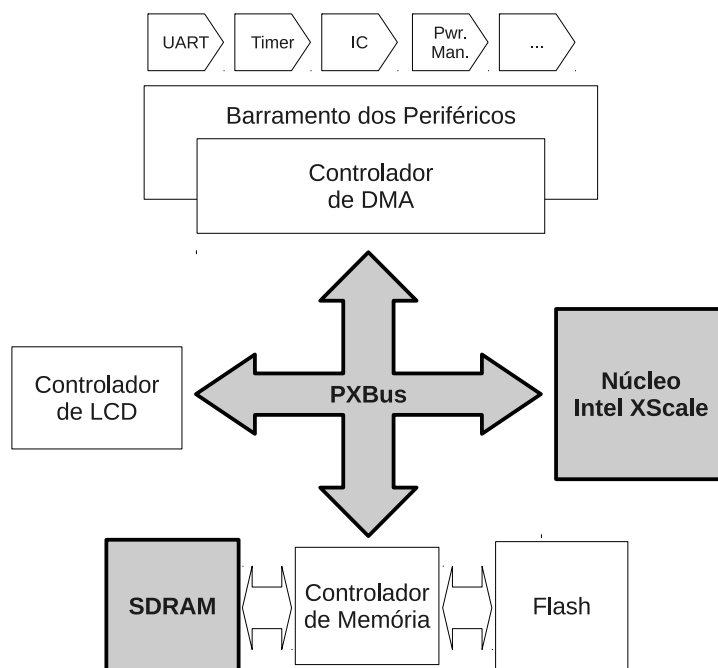 UART
Timer
IC
Pwr.
Man.
...
Barramento dos Periféricos
Controlador
de DMA
Controlador
de LCD
PXBus
Núcleo
Intel XScale
SDRAM
Controlador
de Memória
Flash